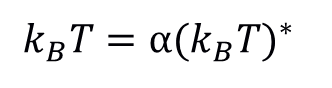 k_B T = α(k_B T)^*